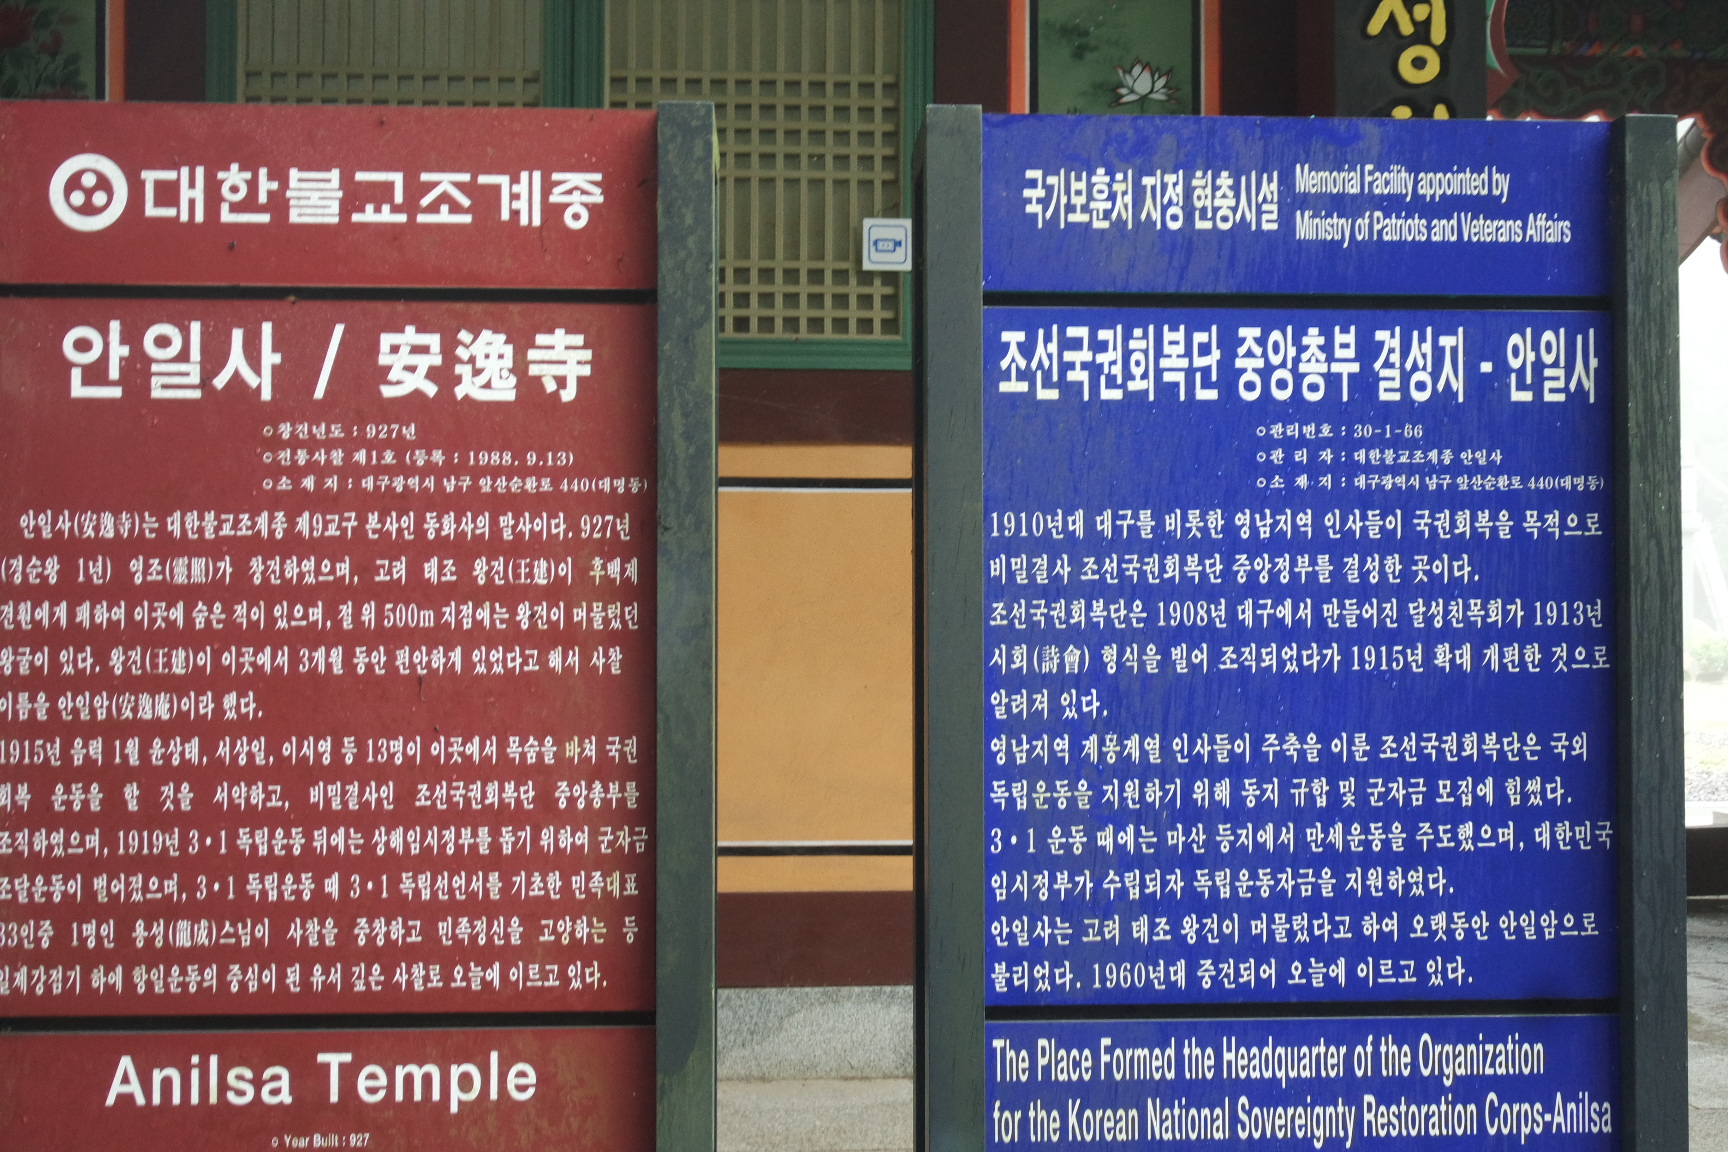 성
대한불교조계종
안일사 / 安逸寺
○창건년도 : 927년
○전통사찰 제1호 (등록 : 1988. 9.13)
○소 재 지 : 대구광역시 남구 앞산순환로 440(대명동)
안일사(安逸寺)는 대한불교조계종 제9교구 본사인 동화사의 말사이다. 927년
(경순왕 1년) 영조(靈照)가 창건하였으며, 고려 태조 왕건(王建)이 후백제
견훤에게 패하여 이곳에 숨은 적이 있으며, 절 위 500m 지점에는 왕건이 머물렀던
왕굴이 있다. 왕건(王建)이 이곳에서 3개월 동안 편안하게 있었다고 해서 사찰
이름을 안일암(安逸庵)이라 했다.
1915년 음력 1월 윤상태, 서상일, 이시영 등 13명이 이곳에서 목숨을 바쳐 국권
회복 운동을 할 것을 서약하고, 비밀결사인 조선국권회복단 중앙총부를
조직하였으며, 1919년 3·1 독립운동 뒤에는 상해임시정부를 돕기 위하여 군자금
조달운동이 벌어졌으며, 3·1 독립운동 때 3·1 독립선언서를 기초한 민족대표
33인중 1명인 용성(龍成)스님이 사찰을 중창하고 민족정신을 고양하는 등
일제강점기 하에 항일운동의 중심이 된 유서 깊은 사찰로 오늘에 이르고 있다.
Anilsa Temple
○ Year Built : 927
국가보훈처 지정 현충시설
Memorial Facility appointed by
Ministry of Patriots and Veterans Affairs
조선국권회복단 중앙총부 결성지 - 안일사
○관리번호 : 30-1-66
○관 리 자 : 대한불교조계종 안일사
○소 재 지 : 대구광역시 남구 앞산순환로 440(대명동)
1910년대 대구를 비롯한 영남지역 인사들이 국권회복을 목적으로
비밀결사 조선국권회복단 중앙정부를 결성한 곳이다.
조선국권회복단은 1908년 대구에서 만들어진 달성친목회가 1913년
시회(詩會) 형식을 빌어 조직되었다가 1915년 확대 개편한 것으로
알려져 있다.
영남지역 계몽계열 인사들이 주축을 이룬 조선국권회복단은 국외
독립운동을 지원하기 위해 동지 규합 및 군자금 모집에 힘썼다.
3·1 운동 때에는 마산 등지에서 만세운동을 주도했으며, 대한민국
임시정부가 수립되자 독립운동자금을 지원하였다.
안일사는 고려 태조 왕건이 머물렀다고 하여 오랫동안 안일암으로
불리었다. 1960년대 중건되어 오늘에 이르고 있다.
The Place Formed the Headquarter of the Organization
for the Korean National Sovereignty Restoration Corps-Anilsa